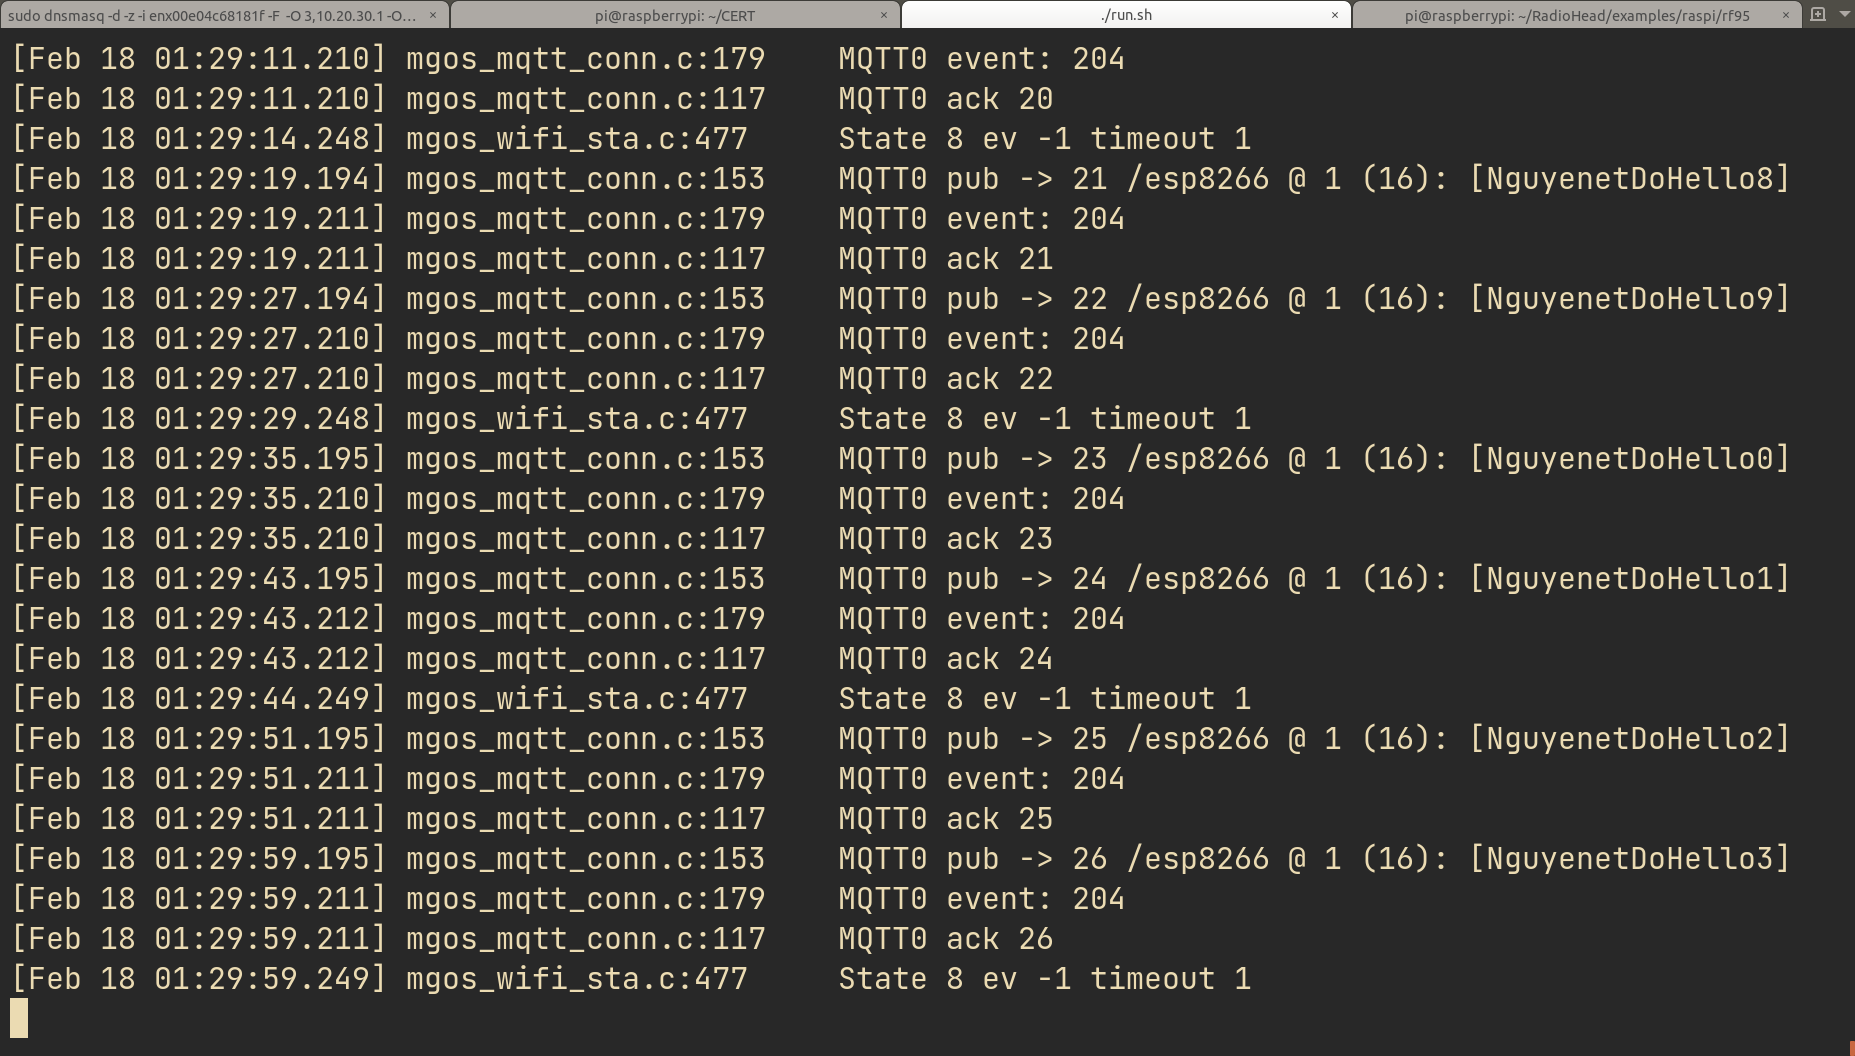 sudo dnsmasq -d -z -i enx00e04c68181f -F -O 3,10.20.30.1 -O... × pi@raspberrypi: ~/CERT × ./run.sh × pi@raspberrypi: ~/RadioHead/examples/raspi/rf95 ×
[Feb 18 01:29:11.210] mgos_mqtt_conn.c:179    MQTT0 event: 204
[Feb 18 01:29:11.210] mgos_mqtt_conn.c:117    MQTT0 ack 20
[Feb 18 01:29:14.248] mgos_wifi_sta.c:477     State 8 ev -1 timeout 1
[Feb 18 01:29:19.194] mgos_mqtt_conn.c:153    MQTT0 pub -> 21 /esp8266 @ 1 (16): [NguyenetDoHello8]
[Feb 18 01:29:19.211] mgos_mqtt_conn.c:179    MQTT0 event: 204
[Feb 18 01:29:19.211] mgos_mqtt_conn.c:117    MQTT0 ack 21
[Feb 18 01:29:27.194] mgos_mqtt_conn.c:153    MQTT0 pub -> 22 /esp8266 @ 1 (16): [NguyenetDoHello9]
[Feb 18 01:29:27.210] mgos_mqtt_conn.c:179    MQTT0 event: 204
[Feb 18 01:29:27.210] mgos_mqtt_conn.c:117    MQTT0 ack 22
[Feb 18 01:29:29.248] mgos_wifi_sta.c:477     State 8 ev -1 timeout 1
[Feb 18 01:29:35.195] mgos_mqtt_conn.c:153    MQTT0 pub -> 23 /esp8266 @ 1 (16): [NguyenetDoHello0]
[Feb 18 01:29:35.210] mgos_mqtt_conn.c:179    MQTT0 event: 204
[Feb 18 01:29:35.210] mgos_mqtt_conn.c:117    MQTT0 ack 23
[Feb 18 01:29:43.195] mgos_mqtt_conn.c:153    MQTT0 pub -> 24 /esp8266 @ 1 (16): [NguyenetDoHello1]
[Feb 18 01:29:43.212] mgos_mqtt_conn.c:179    MQTT0 event: 204
[Feb 18 01:29:43.212] mgos_mqtt_conn.c:117    MQTT0 ack 24
[Feb 18 01:29:44.249] mgos_wifi_sta.c:477     State 8 ev -1 timeout 1
[Feb 18 01:29:51.195] mgos_mqtt_conn.c:153    MQTT0 pub -> 25 /esp8266 @ 1 (16): [NguyenetDoHello2]
[Feb 18 01:29:51.211] mgos_mqtt_conn.c:179    MQTT0 event: 204
[Feb 18 01:29:51.211] mgos_mqtt_conn.c:117    MQTT0 ack 25
[Feb 18 01:29:59.195] mgos_mqtt_conn.c:153    MQTT0 pub -> 26 /esp8266 @ 1 (16): [NguyenetDoHello3]
[Feb 18 01:29:59.211] mgos_mqtt_conn.c:179    MQTT0 event: 204
[Feb 18 01:29:59.211] mgos_mqtt_conn.c:117    MQTT0 ack 26
[Feb 18 01:29:59.249] mgos_wifi_sta.c:477     State 8 ev -1 timeout 1